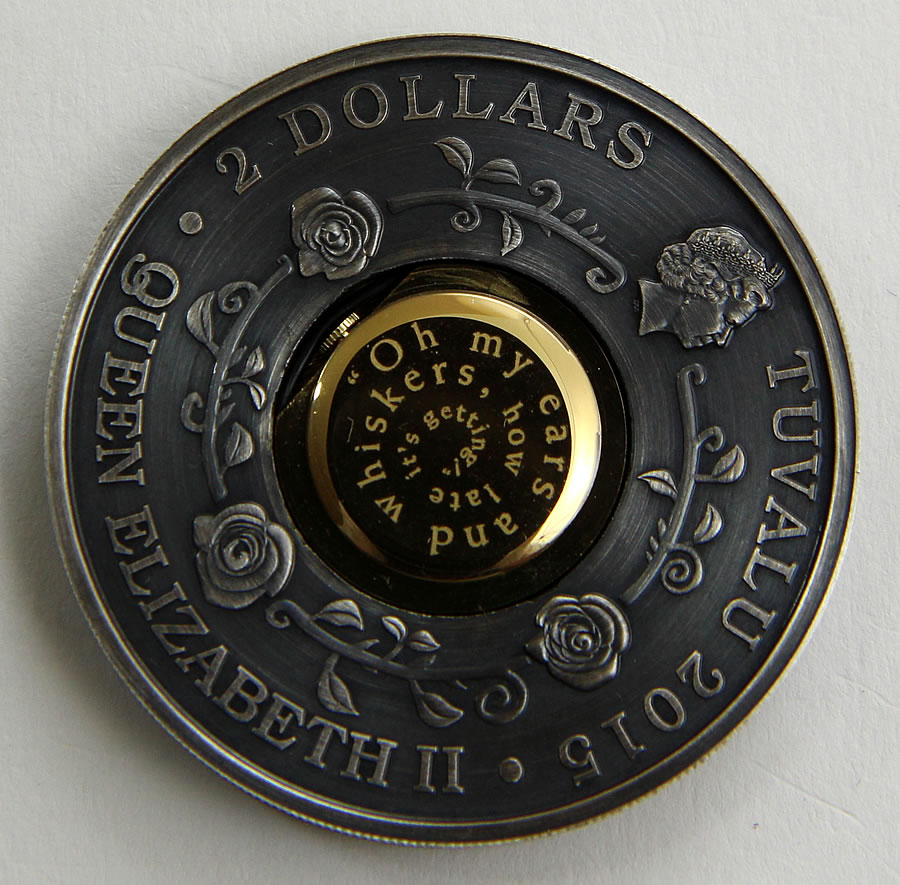 QUEEN ELIZABETH II • 2 DOLLARS
TUVALU 2015 •
“Oh my ears and whiskers, how late it's getting!”